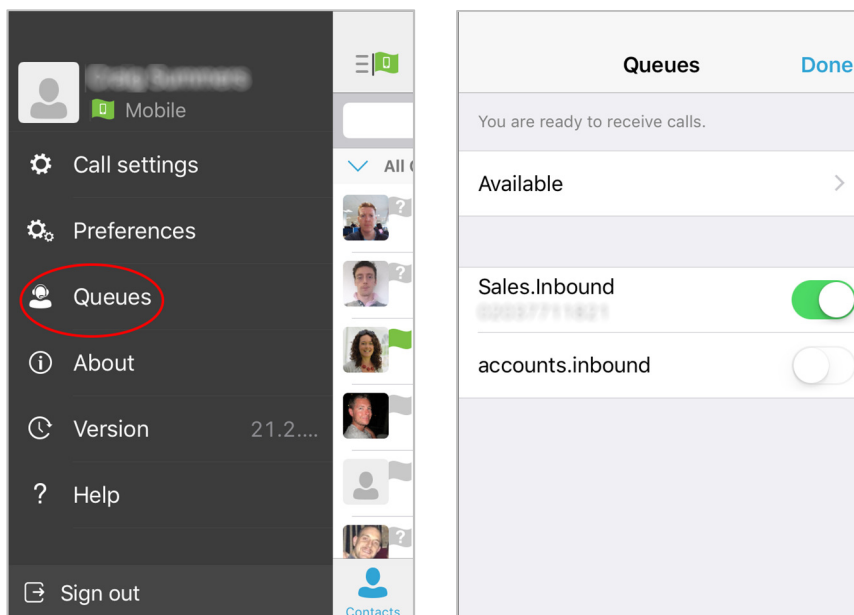 Mobile
Call settings
Preferences
Queues
About
Version 21.2....
Help
Sign out
All
?
?
?
Contacts
Queues Done
You are ready to receive calls.
Available
Sales.Inbound
accounts.inbound